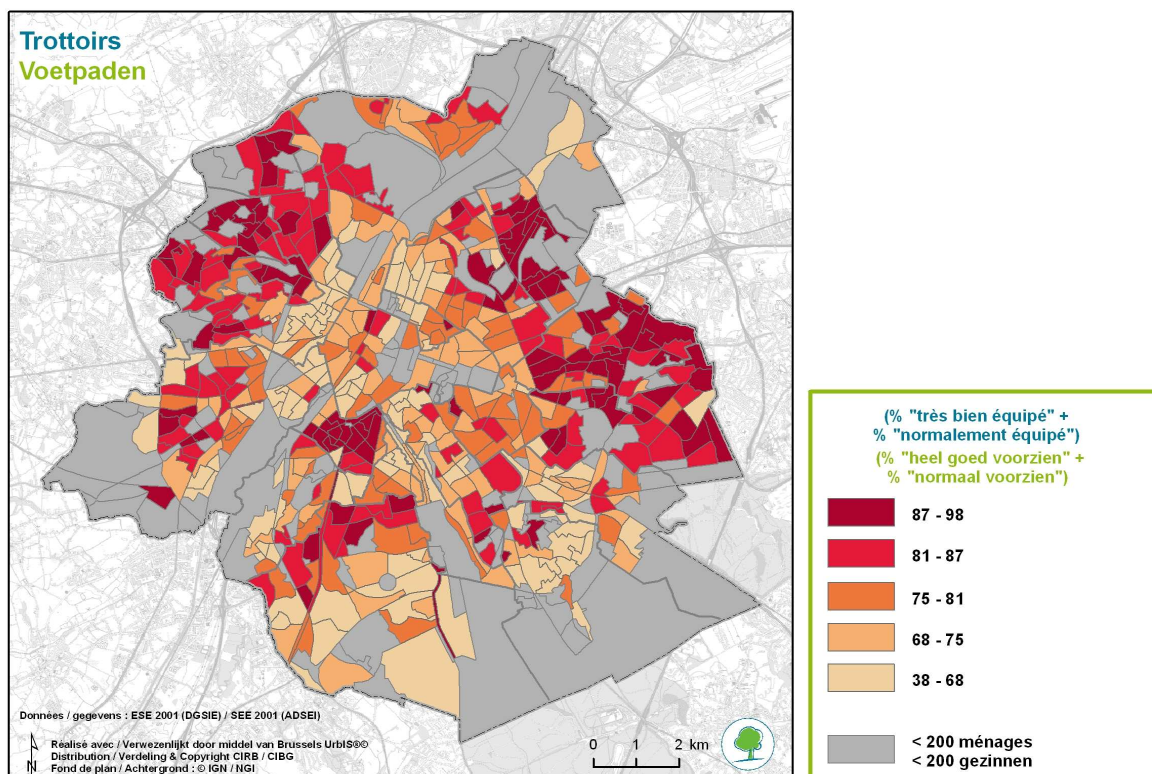 Trottoirs
Voetpaden
Données / gegevens : ESE 2001 (DGSIE) / SEE 2001 (ADSEI)
N
Réalisé avec / Verwezenlijkt door middel van Brussels UrbIS®©
Distribution / Verdeling & Copyright CIRB / CIBG
Fond de plan / Achtergrond : © IGN / NGI
0 1 2 km
(% "très bien équipé" +
% "normalement équipé")
(% "heel goed voorzien" +
% "normaal voorzien")
87 - 98
81 - 87
75 - 81
68 - 75
38 - 68
< 200 ménages
< 200 gezinnen